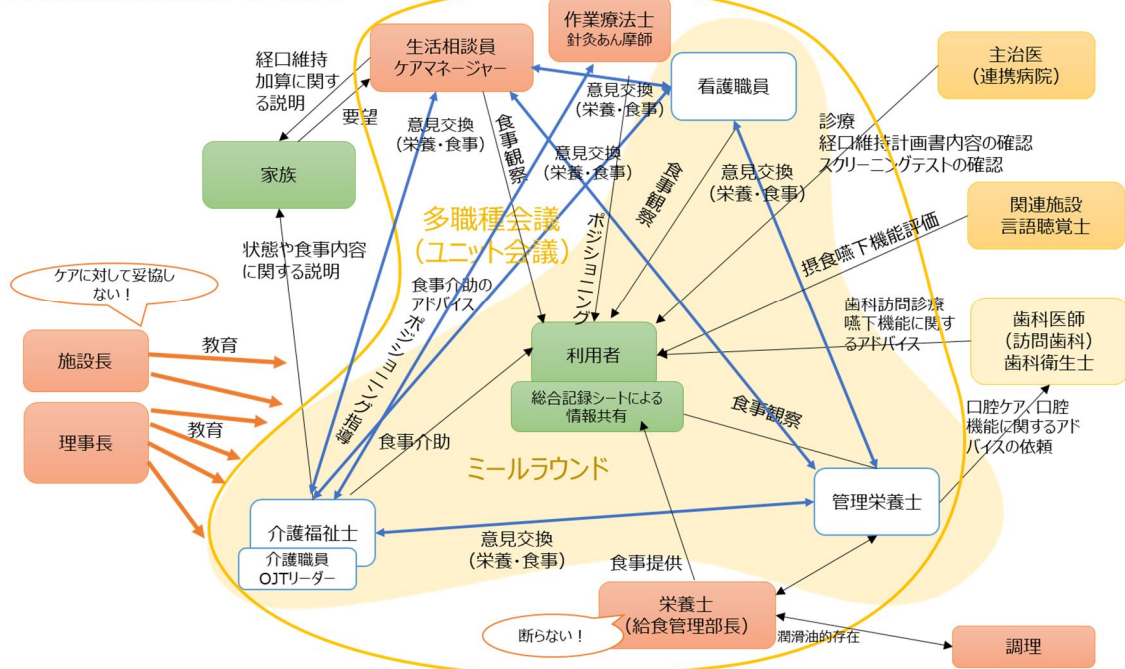 作業療法士
針灸あん摩師
生活相談員
ケアマネージャー
看護職員
主治医
（連携病院）
経口維持
加算に関す
る説明
要望
意見交換
（栄養・食事）
意見交換
（栄養・食事）
意見交換
（栄養・食事）
意見交換
（栄養・食事）
食事観察
食事観察
ポジショニング
診療
経口維持計画書内容の確認
スクリーニングテストの確認
家族
関連施設
言語聴覚士
摂食嚥下機能評価
多職種会議
（ユニット会議）
状態や食事内容
に関する説明
ケアに対して妥協し
ない！
食事介助の
アドバイス
ポジショニング指導
歯科訪問診療
嚥下機能に関す
るアドバイス
歯科医師
（訪問歯科）
歯科衛生士
施設長
教育
理事長
教育
利用者
総合記録シートによる
情報共有
食事観察
食事介助
口腔ケア、口腔
機能に関するアド
バイスの依頼
ミールラウンド
管理栄養士
介護福祉士
介護職員
OJTリーダー
意見交換
（栄養・食事）
食事提供
栄養士
（給食管理部長）
断らない！
潤滑油的存在
調理